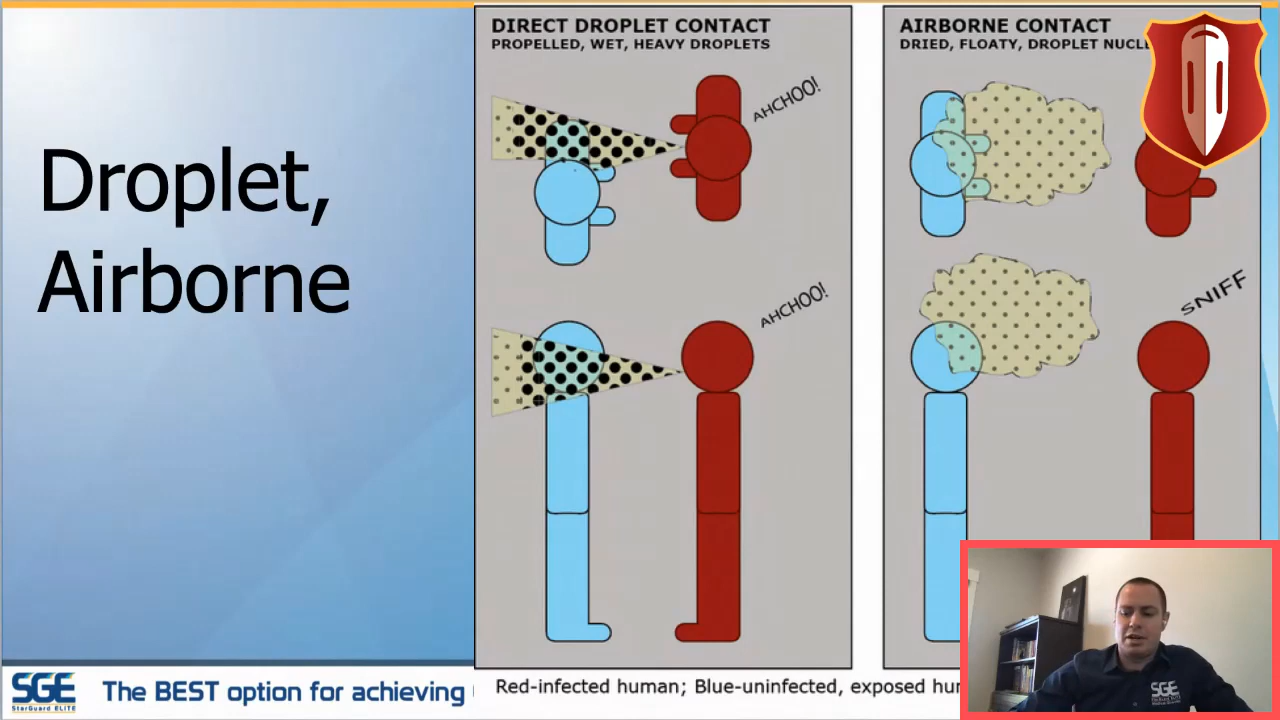 Droplet,
Airborne
DIRECT DROPLET CONTACT
PROPELLED, WET, HEAVY DROPLETS
AHCHOO!
AHCHOO!
AIRBORNE CONTACT
DRIED, FLOATY, DROPLET NUCLE
SNIFF
SGE
StarGuard ELITE
The BEST option for achieving
Red-infected human; Blue-uninfected, exposed hu
SGE